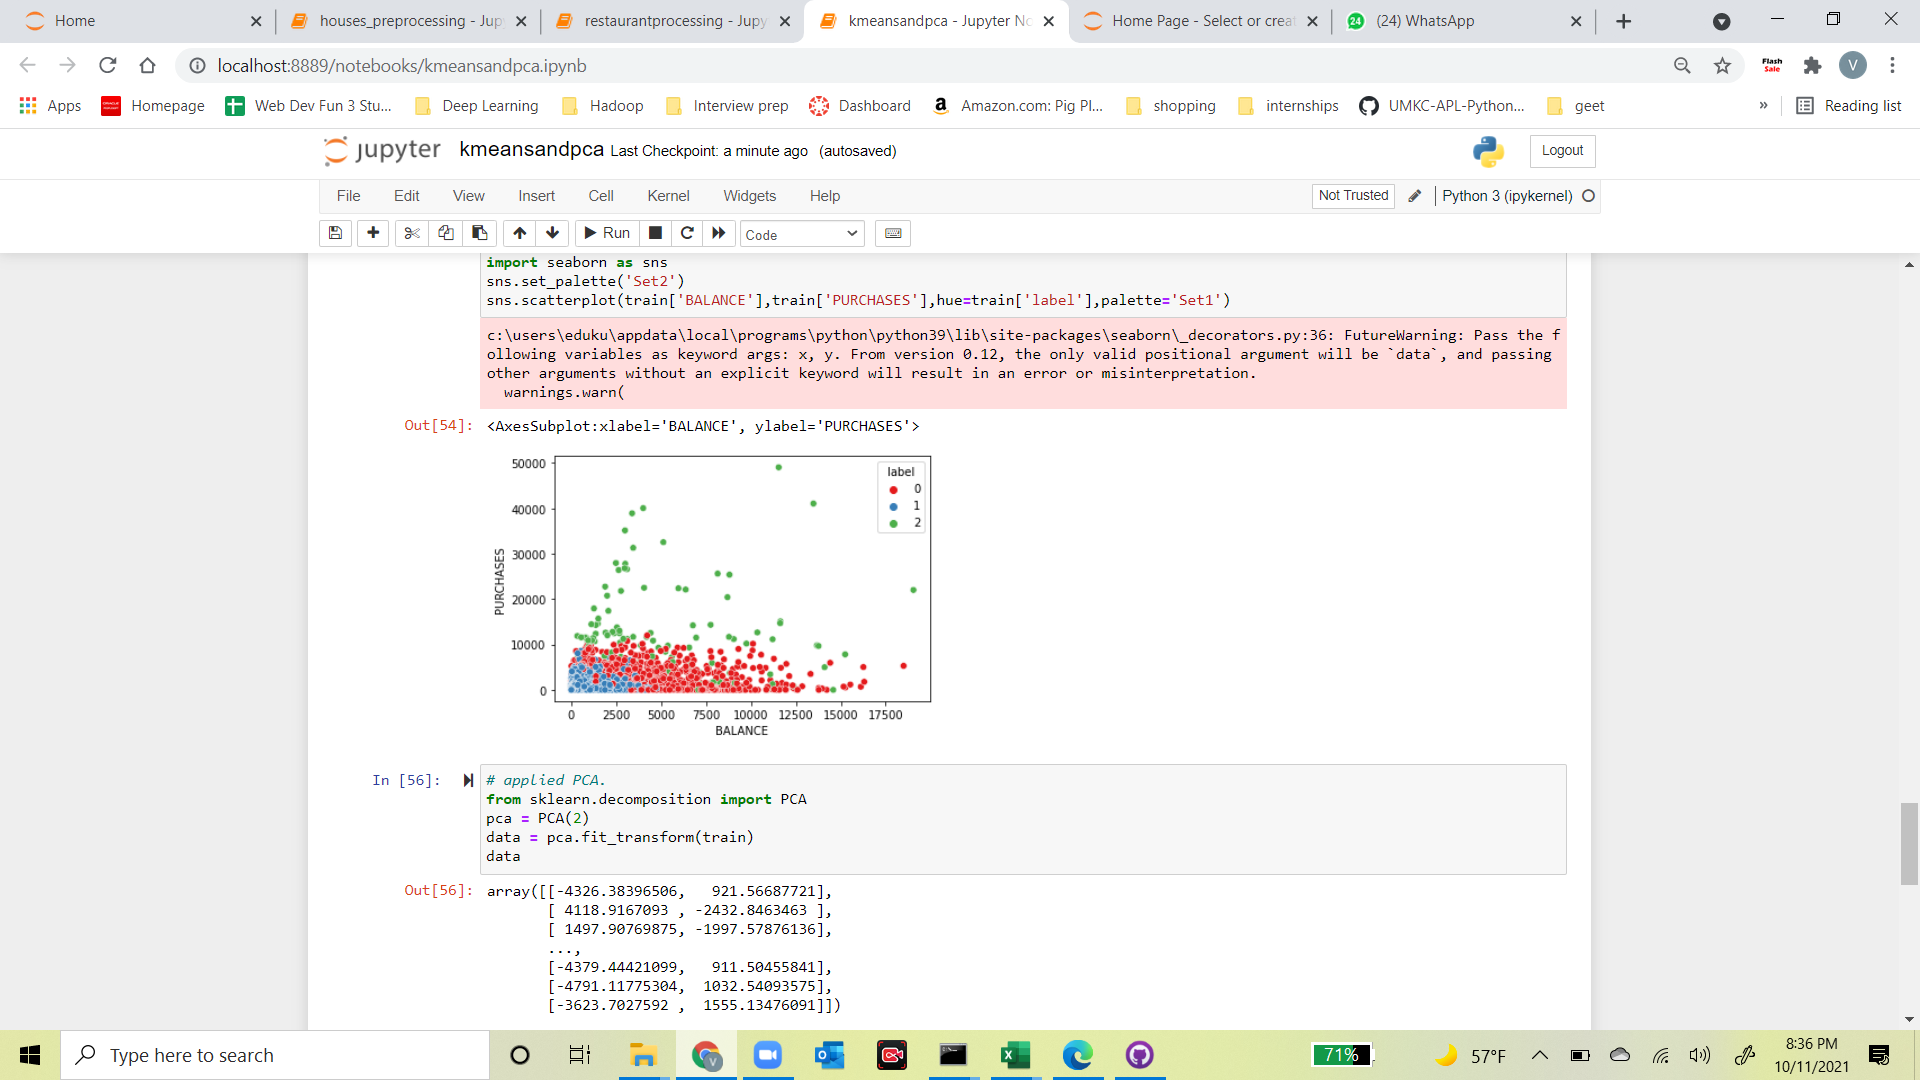 Home
houses_preprocessing - Jup
restaurantprocessing - Jupy
kmeansandpca - Jupyter No
Home Page - Select or creat
24 (24) WhatsApp
localhost:8889/notebooks/kmeansandpca.ipynb
Flash Sale
V
Apps
Homepage
Web Dev Fun 3 Stu...
Deep Learning
Hadoop
Interview prep
Dashboard
Amazon.com: Pig Pl...
shopping
internships
UMKC-APL-Python...
geet
»
Reading list
jupyter kmeansandpca Last Checkpoint: a minute ago (autosaved)
Logout
File Edit View Insert Cell Kernel Widgets Help
Not Trusted
Python 3 (ipykernel)
Run
Code
import seaborn as sns
sns.set_palette('Set2')
sns.scatterplot(train['BALANCE'],train['PURCHASES'],hue=train['label'],palette='Set1')
c:\users\eduku\appdata\local\programs\python\python39\lib\site-packages\seaborn\_decorators.py:36: FutureWarning: Pass the f
ollowing variables as keyword args: x, y. From version 0.12, the only valid positional argument will be `data`, and passing
other arguments without an explicit keyword will result in an error or misinterpretation.
warnings.warn(
Out[54]: <AxesSubplot:xlabel='BALANCE', ylabel='PURCHASES'>
50000
40000
30000
20000
10000
0
PURCHASES
label
0
1
2
0 2500 5000 7500 10000 12500 15000 17500
BALANCE
In [56]: # applied PCA.
from sklearn.decomposition import PCA
pca = PCA(2)
data = pca.fit_transform(train)
data
Out[56]: array([[-4326.38396506,   921.56687721],
[ 4118.9167093 , -2432.8463463 ],
[ 1497.90769875, -1997.57876136],
...,
[-4379.44421099,   911.50455841],
[-4791.11775304,  1032.54093575],
[-3623.7027592 ,  1555.13476091]])
Type here to search
V
71%
57°F
8:36 PM
10/11/2021